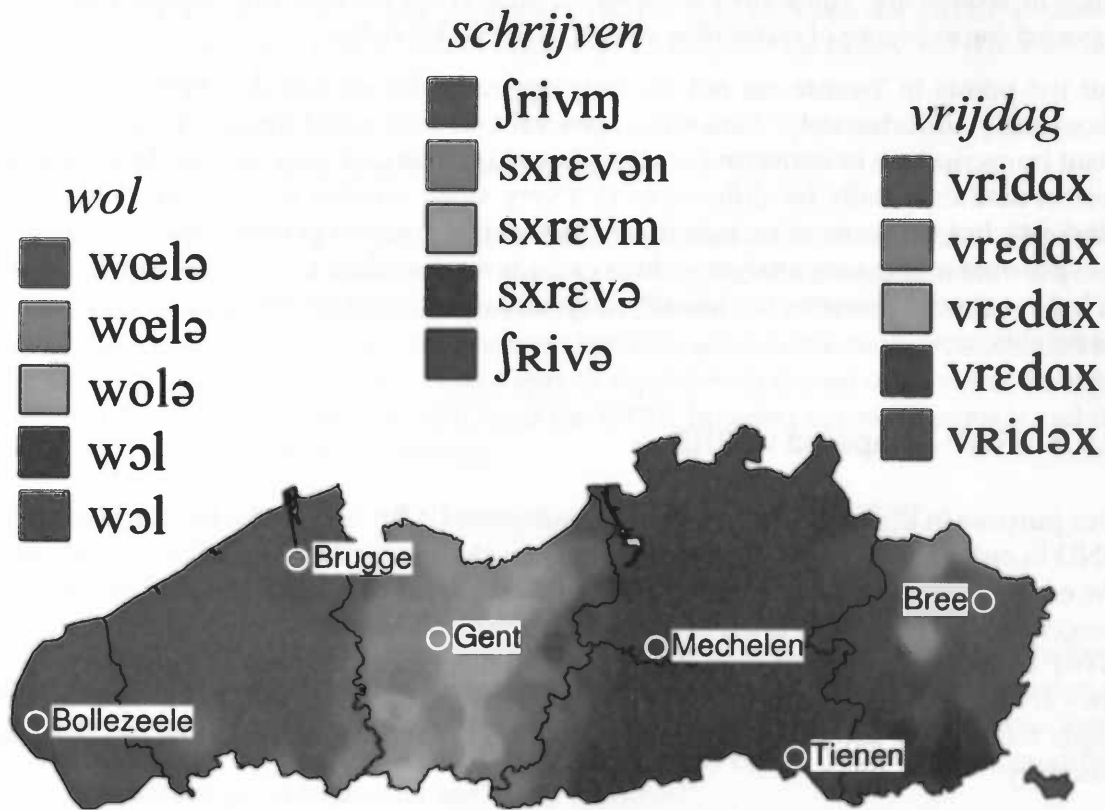 schrijven
ʃrivɱ
sxrɛvən
sxrɛvm
sxrɛvə
ʃʀivə
vrijdag
vridɑx
vrɛdɑx
vrɛdɑx
vrɛdɑx
vʀidəx
wol
wœlə
wœlə
wolə
wɔl
wɔl
Brugge
Gent
Mechelen
Bree
Bollezeele
Tienen